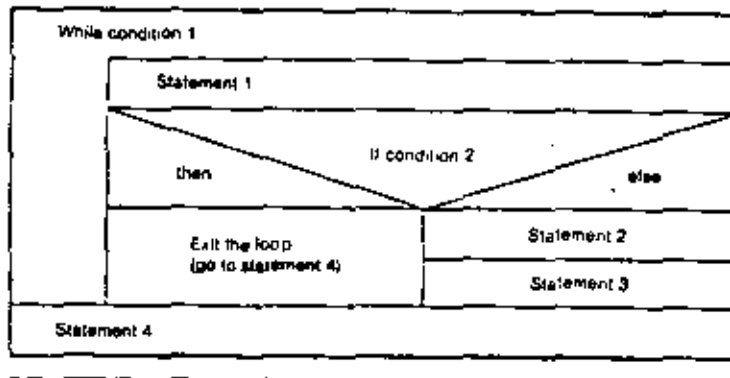 While condition 1
Statement 1
If condition 2
then
else
Exit the loop
(go to statement 4)
Statement 2
Statement 3
Statement 4